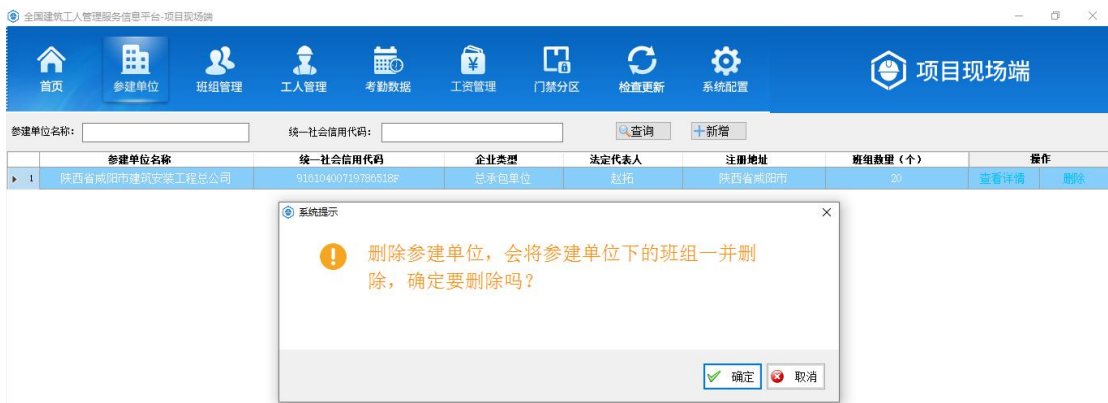 全国建筑工人管理服务信息平台-项目现场端
首页 参建单位 班组管理 工人管理 考勤数据 工资管理 门禁分区 检查更新 系统配置 项目现场端
参建单位名称： 统一社会信用代码： 查询 新增
参建单位名称 统一社会信用代码 企业类型 法定代表人 注册地址 班组数量（个） 操作
1 陕西省咸阳市建筑安装工程总公司 91610400719786518F 总承包单位 赵拓 陕西省咸阳市 20 查看详情 删除
系统提示
删除参建单位，会将参建单位下的班组一并删
除，确定要删除吗？
确定 取消